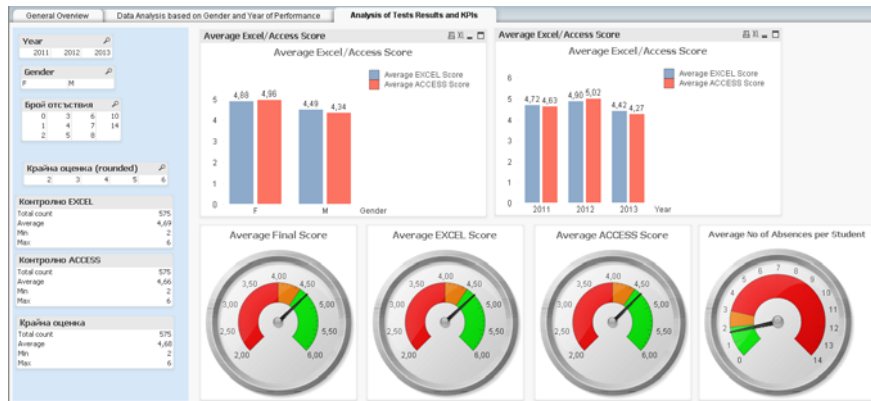 General Overview
Data Analysis based on Gender and Year of Performance
Analysis of Tests Results and KPIs
Year
2011 2012 2013
Gender
F M
Брой отсъствия
0 3 6 10
1 4 7 14
2 5 8
Крайна оценка (rounded)
2 3 4 5 6
Контролно EXCEL
Total count 575
Average 4,69
Min 2
Max 6
Контролно ACCESS
Total count 575
Average 4,66
Min 2
Max 6
Крайна оценка
Total count 575
Average 4,68
Min 2
Max 6
Average Excel/Access Score
XL
Average Excel/Access Score
Average EXCEL Score
Average ACCESS Score
4,88 4,96
4,49 4,34
5
4
3
2
1
0
F M Gender
Average Excel/Access Score
XL
Average Excel/Access Score
Average EXCEL Score
Average ACCESS Score
4,72 4,63
4,90 5,02
4,42 4,27
6
5
4
3
2
1
0
2011 2012 2013 Year
Average Final Score
2,00 2,50 3,00 3,50 4,00 4,50 5,50 6,00
Average EXCEL Score
2,00 2,50 3,00 3,50 4,00 4,50 5,50 6,00
Average ACCESS Score
2,00 2,50 3,00 3,50 4,00 4,50 5,50 6,00
Average No of Absences per Student
0 1 2 3 4 5 6 7 8 9 10 11 12 13 14